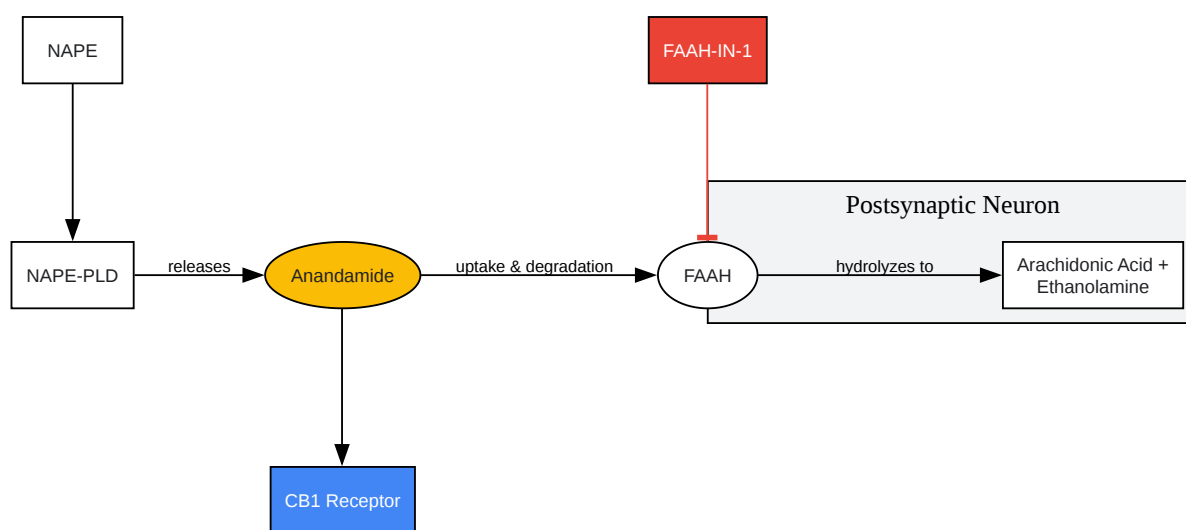 NAPE
FAAH-IN-1
Postsynaptic Neuron
NAPE-PLD
releases
Anandamide
uptake & degradation
FAAH
hydrolyzes to
Arachidonic Acid +
Ethanolamine
CB1 Receptor